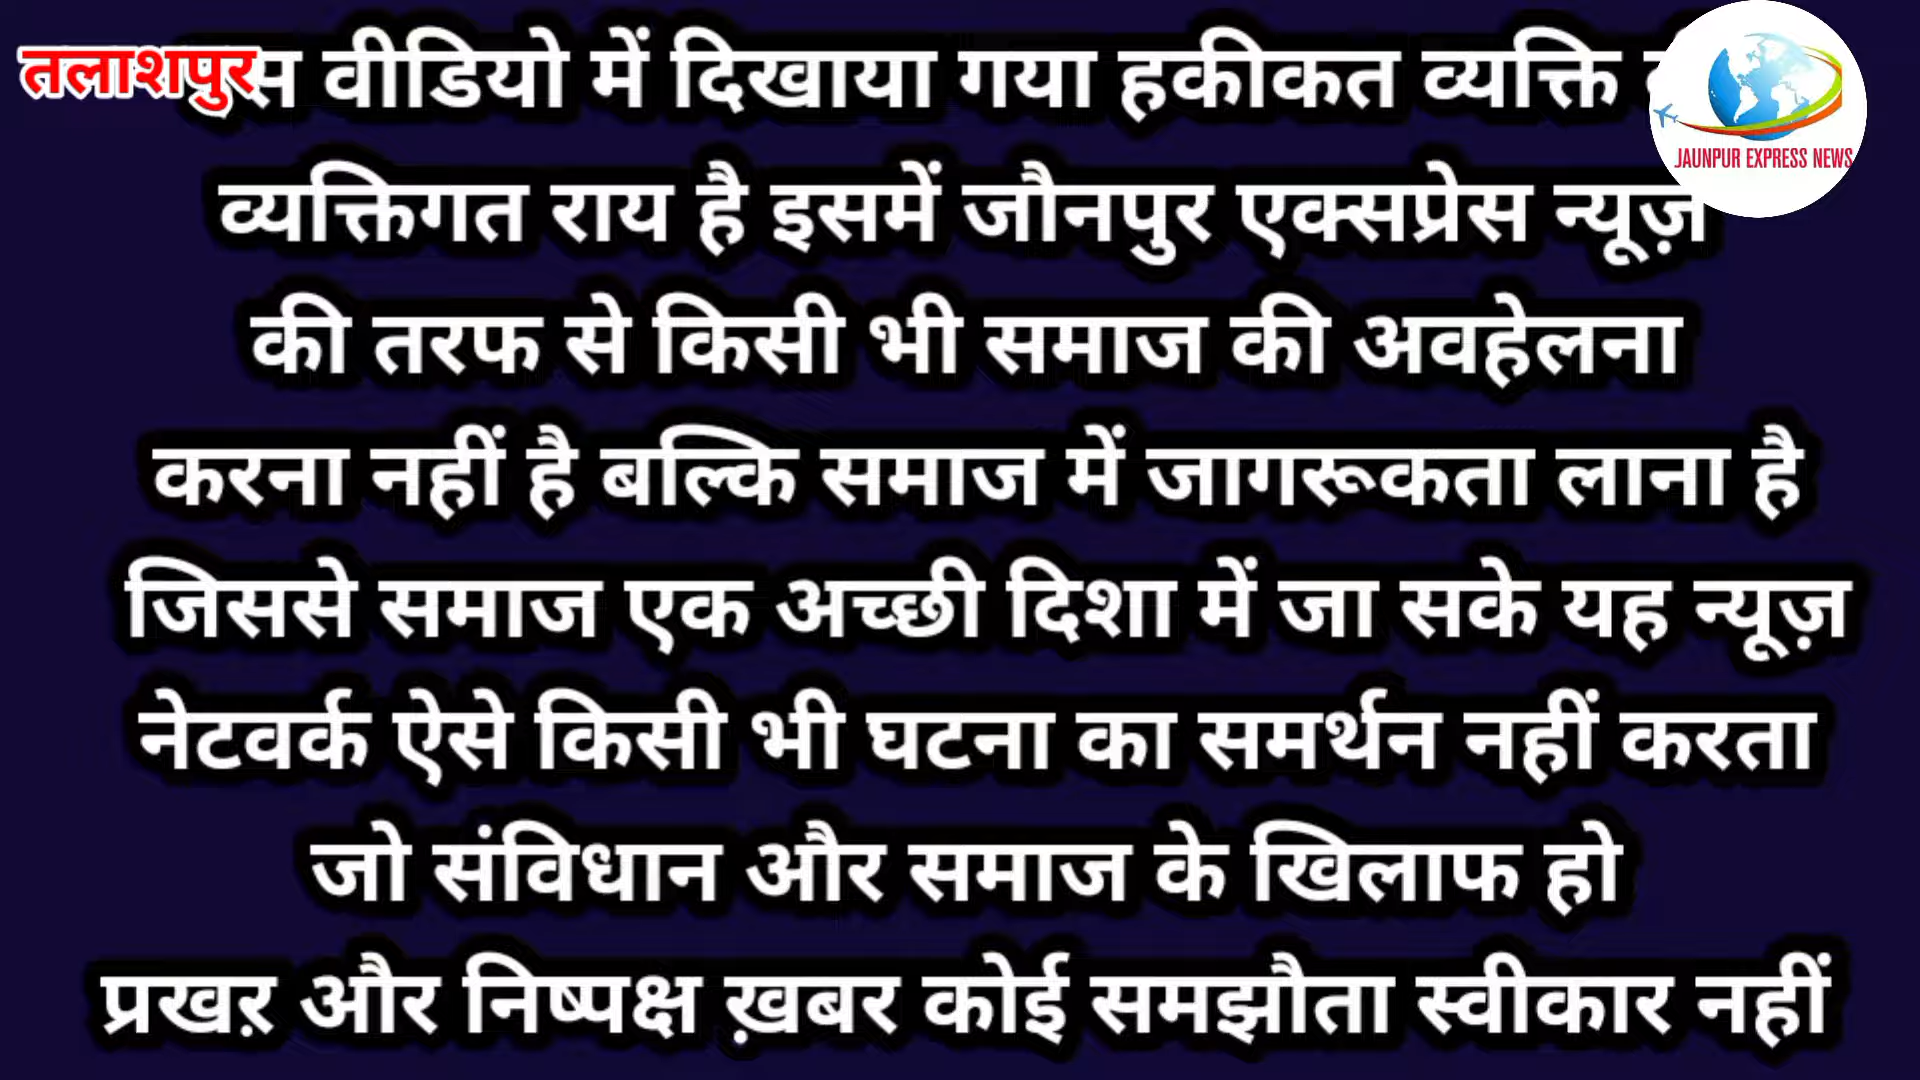 तलाशपुर
वीडियो में दिखाया गया हकीकत व्यक्ति
JAUNPUR EXPRESS NEWS
व्यक्तिगत राय है इसमें जौनपुर एक्सप्रेस न्यूज़
की तरफ से किसी भी समाज की अवहेलना
करना नहीं है बल्कि समाज में जागरूकता लाना है
जिससे समाज एक अच्छी दिशा में जा सके यह न्यूज़
नेटवर्क ऐसे किसी भी घटना का समर्थन नहीं करता
जो संविधान और समाज के खिलाफ हो
प्रखऱ और निष्पक्ष ख़बर कोई समझौता स्वीकार नहीं